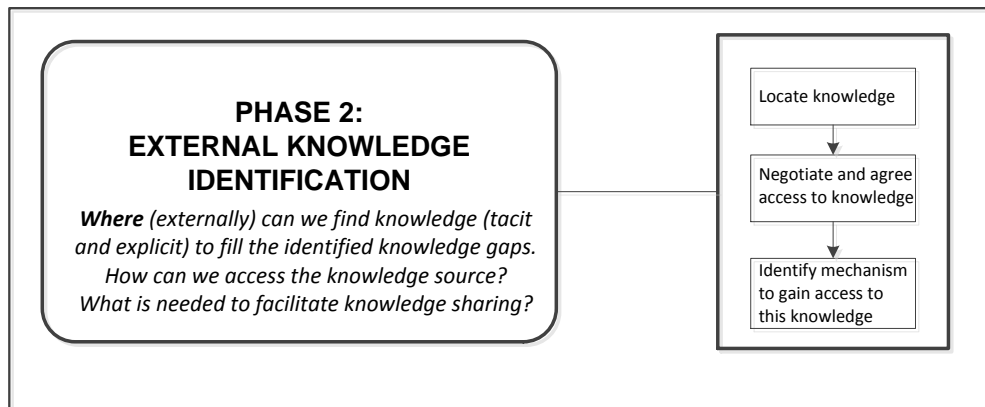 PHASE 2:
EXTERNAL KNOWLEDGE
IDENTIFICATION
Where (externally) can we find knowledge (tacit
and explicit) to fill the identified knowledge gaps.
How can we access the knowledge source?
What is needed to facilitate knowledge sharing?
Locate knowledge
Negotiate and agree
access to knowledge
Identify mechanism
to gain access to
this knowledge